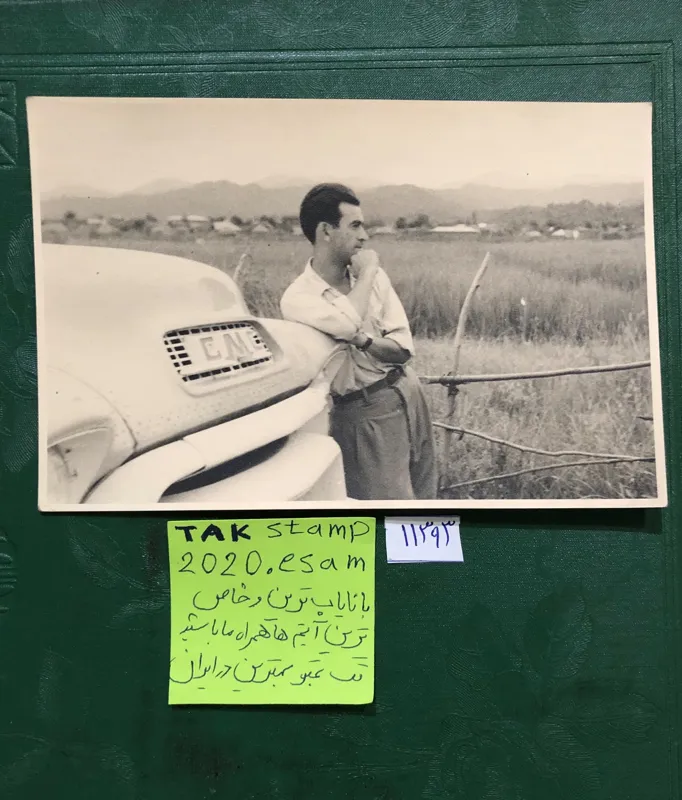 GMC
TAK stamp
2020.esam
با نایاب ترین و خاص
ترین آیتم ها همراه ما باشید
تک تمبر بهترین در ایران
۱۱۳۹۳